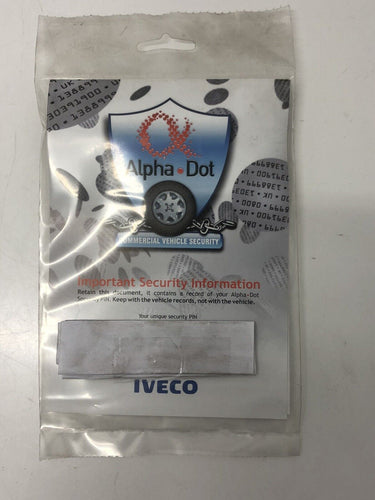 Alpha•Dot
COMMERCIAL VEHICLE SECURITY
Important Security Information
Retain this document, it contains a record of your Alpha-Dot
Security PIN. Keep with the vehicle records, not with the vehicle.
Your unique security PIN
IVECO